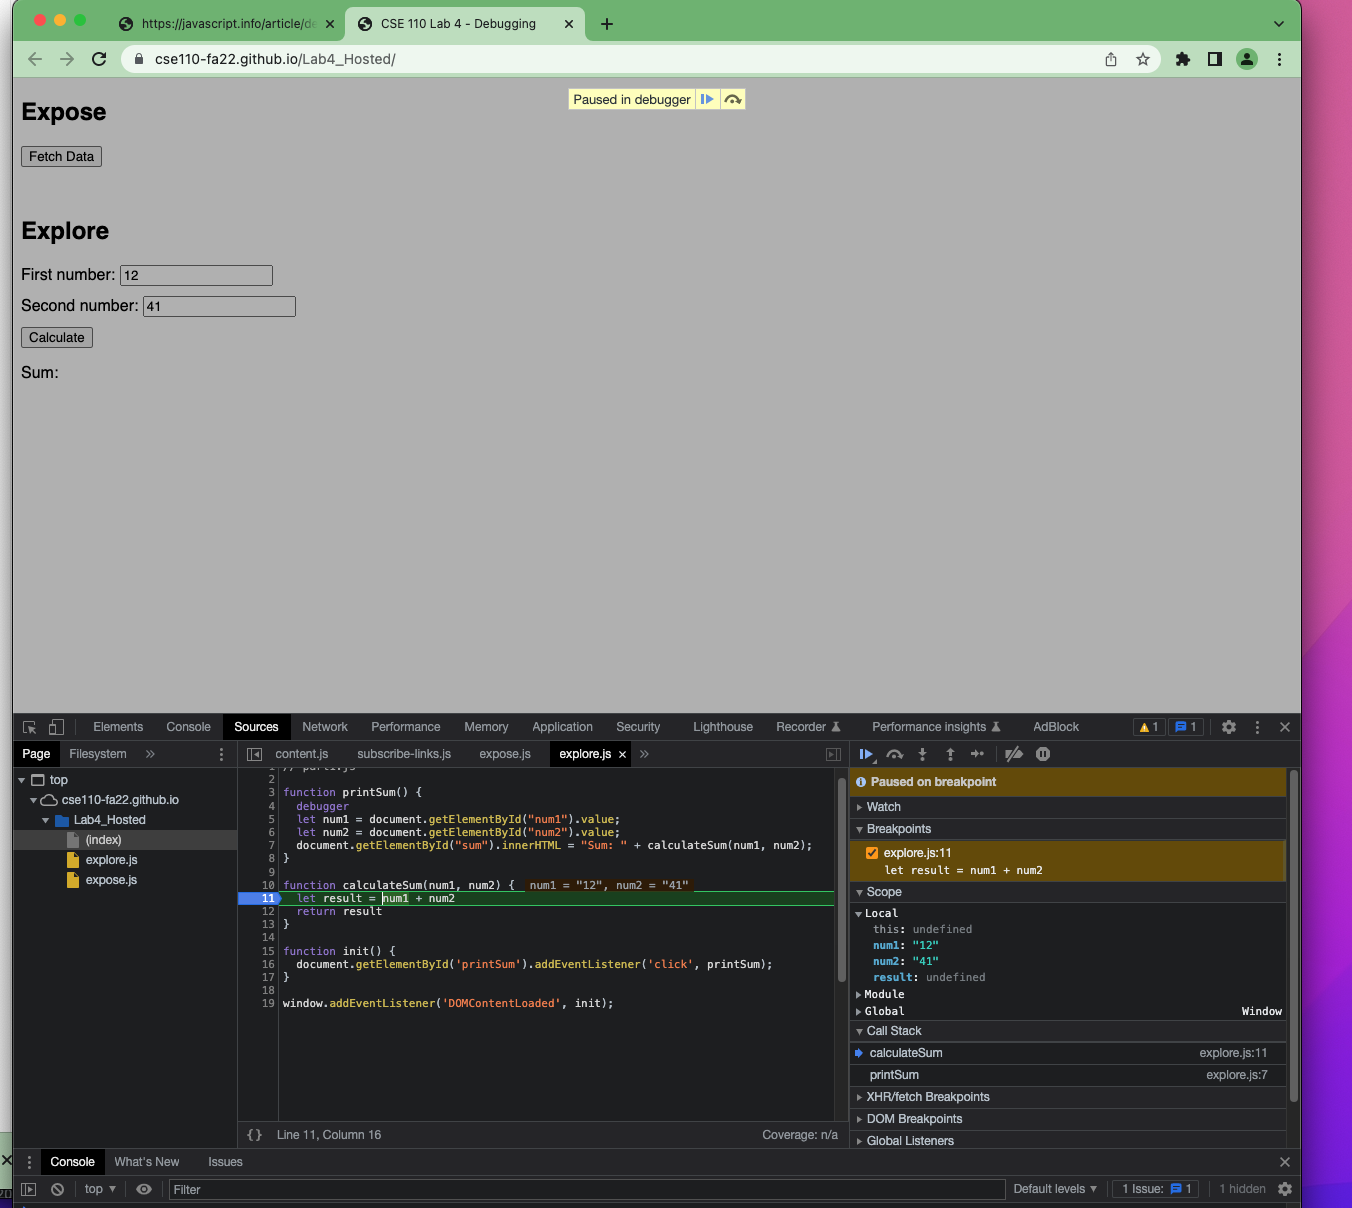 https://javascript.info/article/de
CSE 110 Lab 4 - Debugging
cse110-fa22.github.io/Lab4_Hosted/
Paused in debugger
Expose
Fetch Data
Explore
First number: 12
Second number: 41
Calculate
Sum:
Elements Console Sources Network Performance Memory Application Security Lighthouse Recorder Performance insights AdBlock 1 1
Page Filesystem »
content.js subscribe-links.js expose.js explore.js »
top
cse110-fa22.github.io
Lab4_Hosted
(index)
explore.js
expose.js
1 // part1.js
2
3 function printSum() {
4 debugger
5 let num1 = document.getElementById("num1").value;
6 let num2 = document.getElementById("num2").value;
7 document.getElementById("sum").innerHTML = "Sum: " + calculateSum(num1, num2);
8 }
9
10 function calculateSum(num1, num2) { num1 = "12", num2 = "41"
11 let result = num1 + num2
12 return result
13 }
14
15 function init() {
16 document.getElementById('printSum').addEventListener('click', printSum);
17 }
18
19 window.addEventListener('DOMContentLoaded', init);
{} Line 11, Column 16
Coverage: n/a
Paused on breakpoint
Watch
Breakpoints
explore.js:11
let result = num1 + num2
Scope
Local
this: undefined
num1: "12"
num2: "41"
result: undefined
Module
Global Window
Call Stack
calculateSum explore.js:11
printSum explore.js:7
XHR/fetch Breakpoints
DOM Breakpoints
Global Listeners
Console What's New Issues
top Filter Default levels 1 Issue: 1 1 hidden